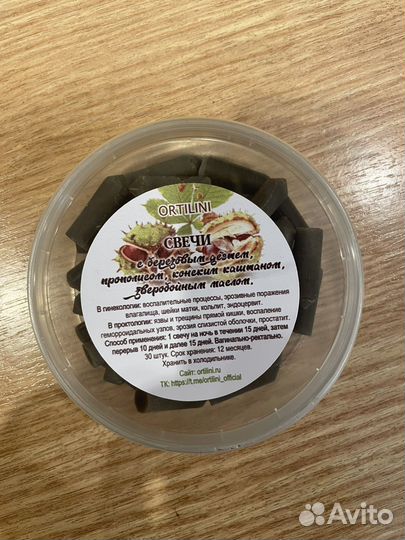 ORTILINI
СВЕЧИ
с березовым дёгтем,
прополисом, конским каштаном,
зверобойным маслом.
В гинекологии: воспалительные процессы, эрозивные поражения
влагалища, шейки матки, кольпит, эндоцервит.
В проктологии: язвы и трещины прямой кишки, воспаление
геморроидальных узлов, эрозия слизистой оболочки, простатит.
Способ применения: 1 свечу на ночь в течении 15 дней, затем
перерыв 10 дней и далее 15 дней. Вагинально-ректально.
30 штук. Срок хранения: 12 месяцев.
Хранить в холодильнике.
Сайт: ortilini.ru
ТК: https://t.me/ortilini_official
Avito